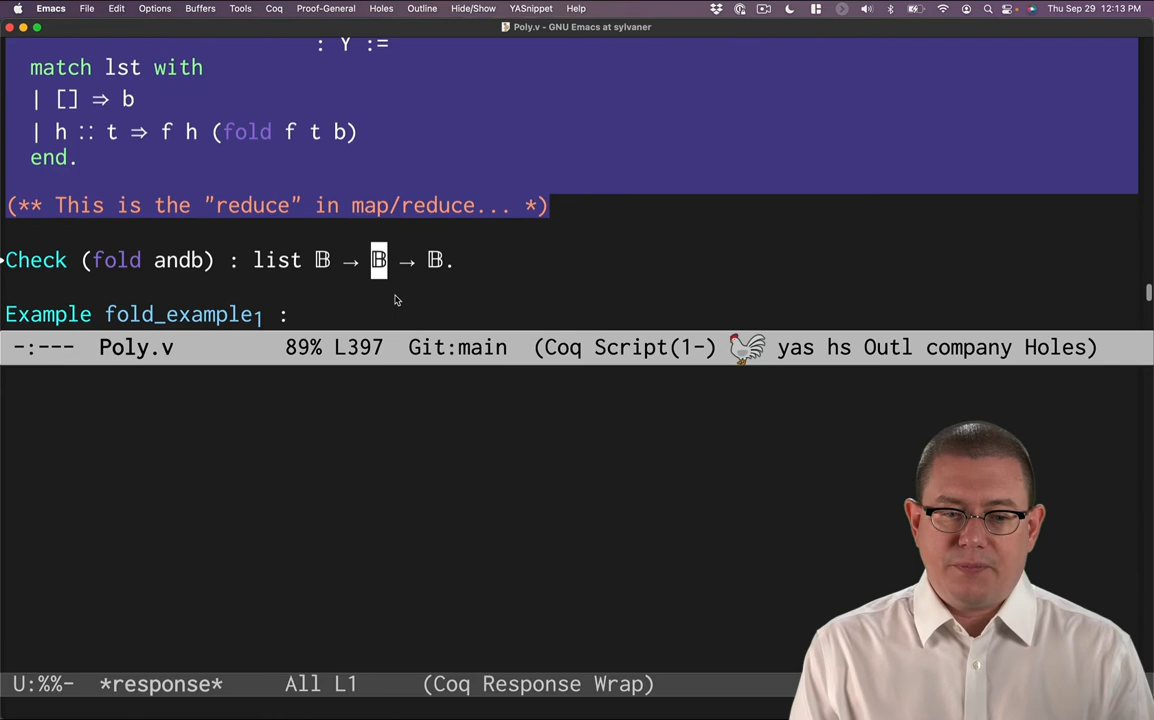 Emacs File Edit Options Buffers Tools Coq Proof-General Holes Outline Hide/Show YASnippet Help Thu Sep 29 12:13 PM
Poly.v - GNU Emacs at sylvaner
: Y :=
match lst with
| [] ⇒ b
| h :: t ⇒ f h (fold f t b)
end.
(** This is the "reduce" in map/reduce... *)
Check (fold andb) : list 𝔹 → 𝔹 → 𝔹.
Example fold_example₁ :
-:--- Poly.v 89% L397 Git:main (Coq Script(1-) yas hs Outl company Holes)
U:%%- *response* All L1 (Coq Response Wrap)